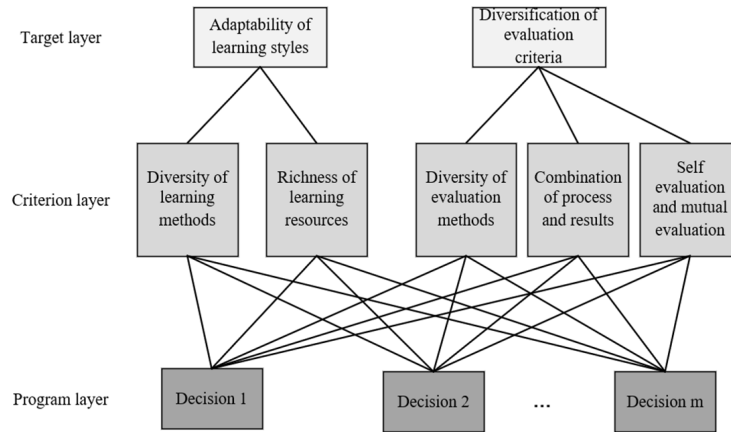 Target layer
Adaptability of
learning styles
Diversification of
evaluation
criteria
Criterion layer
Diversity of
learning
methods
Richness of
learning
resources
Diversity of
evaluation
methods
Combination
of process
and results
Self
evaluation
and mutual
evaluation
Program layer
Decision 1
Decision 2
...
Decision m